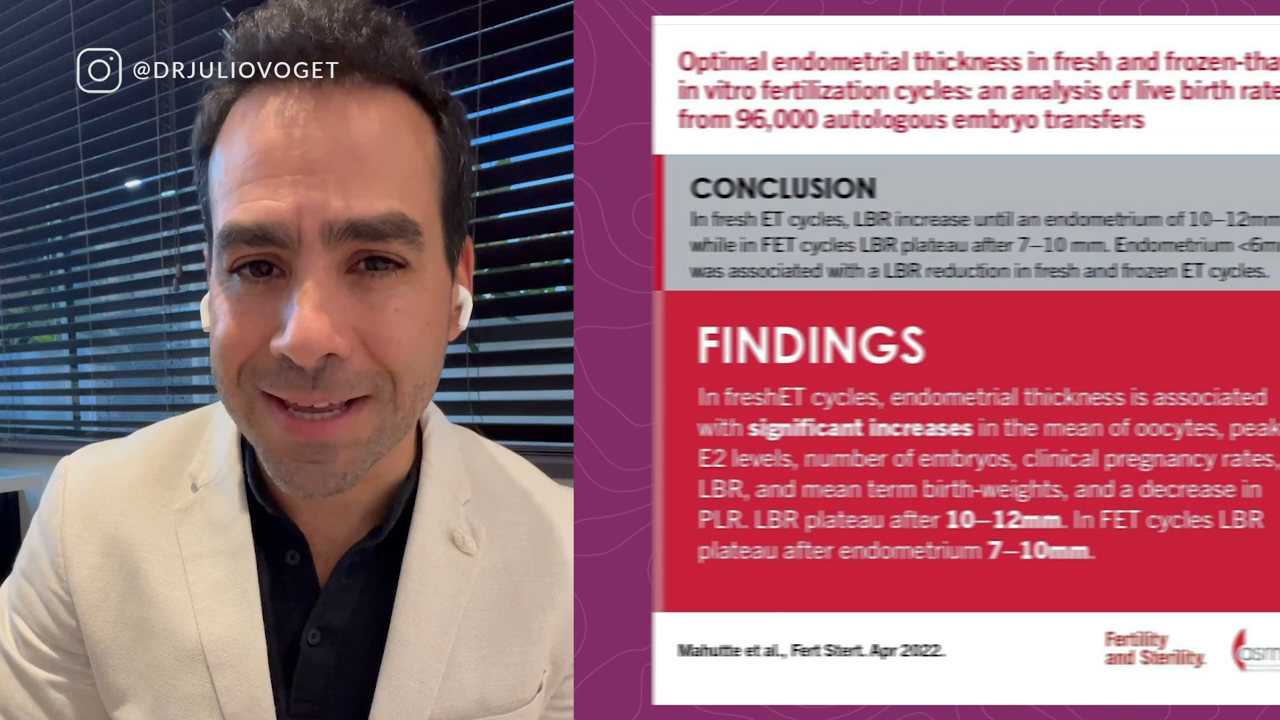 @DRJULIOVOGET
Optimal endometrial thickness in fresh and frozen-tha
in vitro fertilization cycles: an analysis of live birth rate
from 96,000 autologous embryo transfers
CONCLUSION
In fresh ET cycles, LBR increase until an endometrium of 10–12mm
while in FET cycles LBR plateau after 7–10 mm. Endometrium <6m
was associated with a LBR reduction in fresh and frozen ET cycles.
FINDINGS
In freshET cycles, endometrial thickness is associated
with significant increases in the mean of oocytes, peak
E2 levels, number of embryos, clinical pregnancy rates,
LBR, and mean term birth-weights, and a decrease in
PLR. LBR plateau after 10–12mm. In FET cycles LBR
plateau after endometrium 7–10mm.
Mahutte et al., Fert Stert. Apr 2022.
Fertility
and Sterility.
asrm